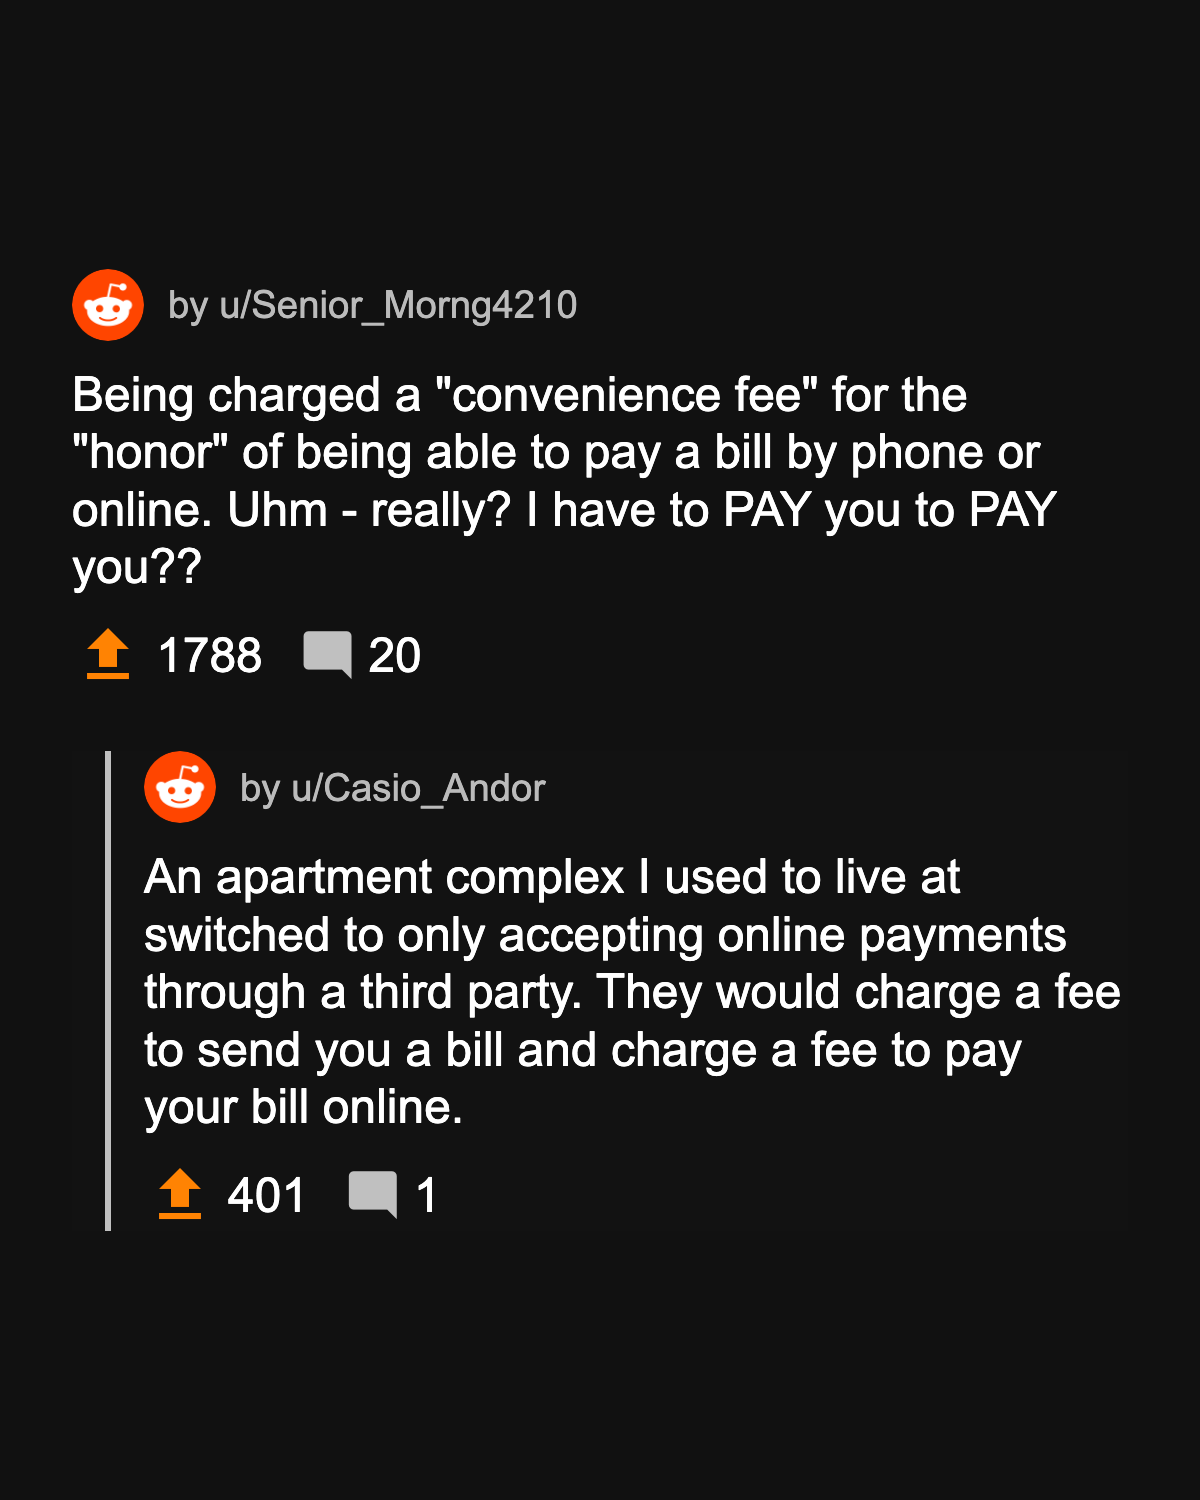 by u/Senior_Morng4210
Being charged a "convenience fee" for the
"honor" of being able to pay a bill by phone or
online. Uhm - really? I have to PAY you to PAY
you??
1788 20
by u/Casio_Andor
An apartment complex I used to live at
switched to only accepting online payments
through a third party. They would charge a fee
to send you a bill and charge a fee to pay
your bill online.
401 1